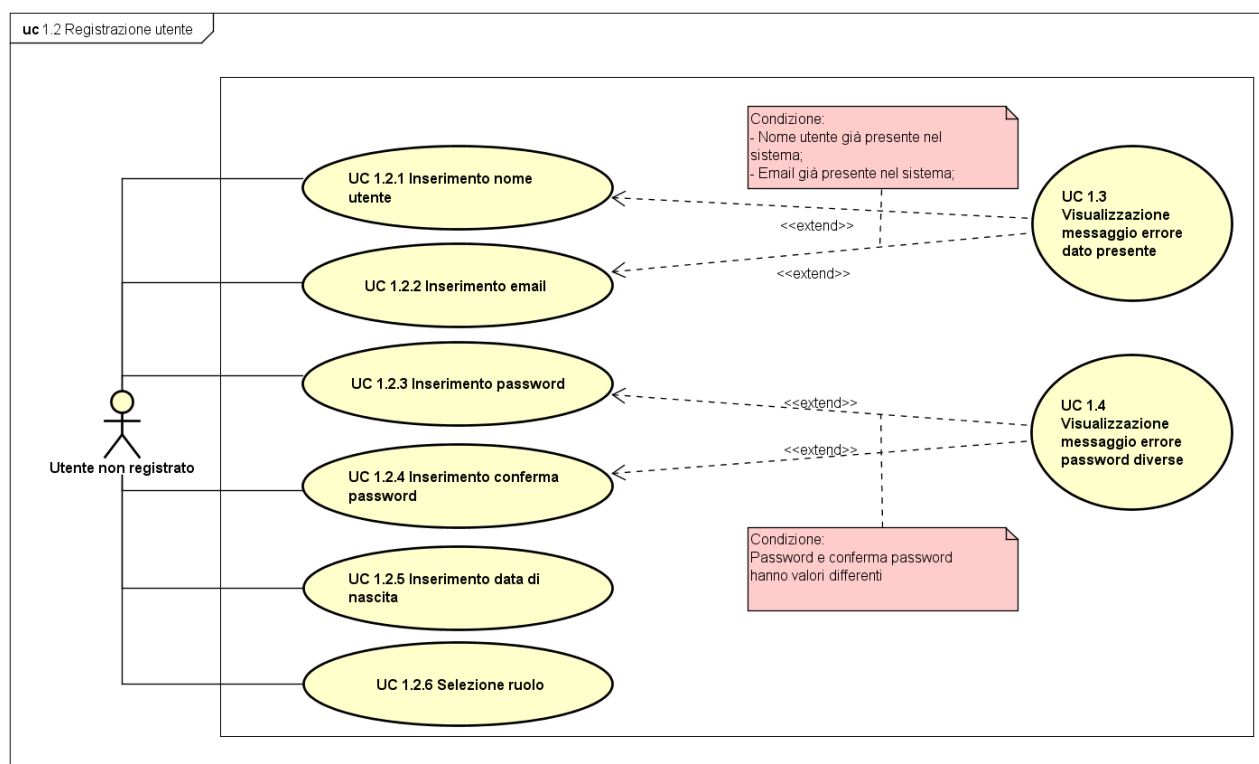 uc 1.2 Registrazione utente
Condizione:
- Nome utente già presente nel
sistema;
- Email già presente nel sistema;
UC 1.2.1 Inserimento nome
utente
UC 1.3
Visualizzazione
messaggio errore
dato presente
<<extend>>
<<extend>>
UC 1.2.2 Inserimento email
UC 1.2.3 Inserimento password
<<extend>>
UC 1.4
Visualizzazione
messaggio errore
password diverse
<<extend>>
Utente non registrato
UC 1.2.4 Inserimento conferma
password
Condizione:
Password e conferma password
hanno valori differenti
UC 1.2.5 Inserimento data di
nascita
UC 1.2.6 Selezione ruolo